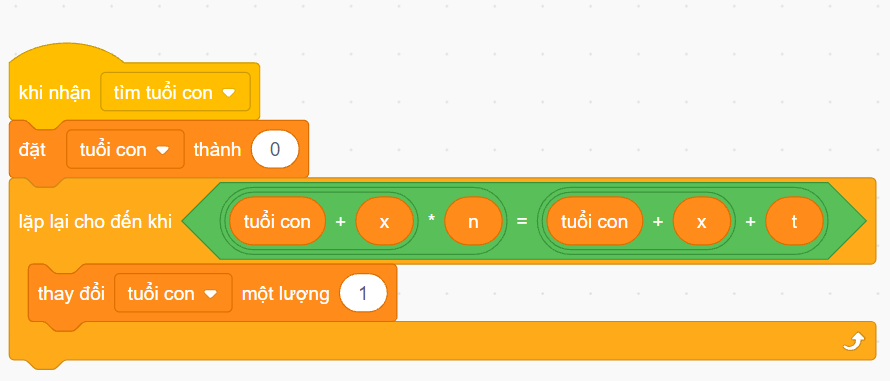 khi nhận tìm tuổi con
đặt tuổi con thành 0
lặp lại cho đến khi tuổi con + x * n = tuổi con + x + t
thay đổi tuổi con một lượng 1